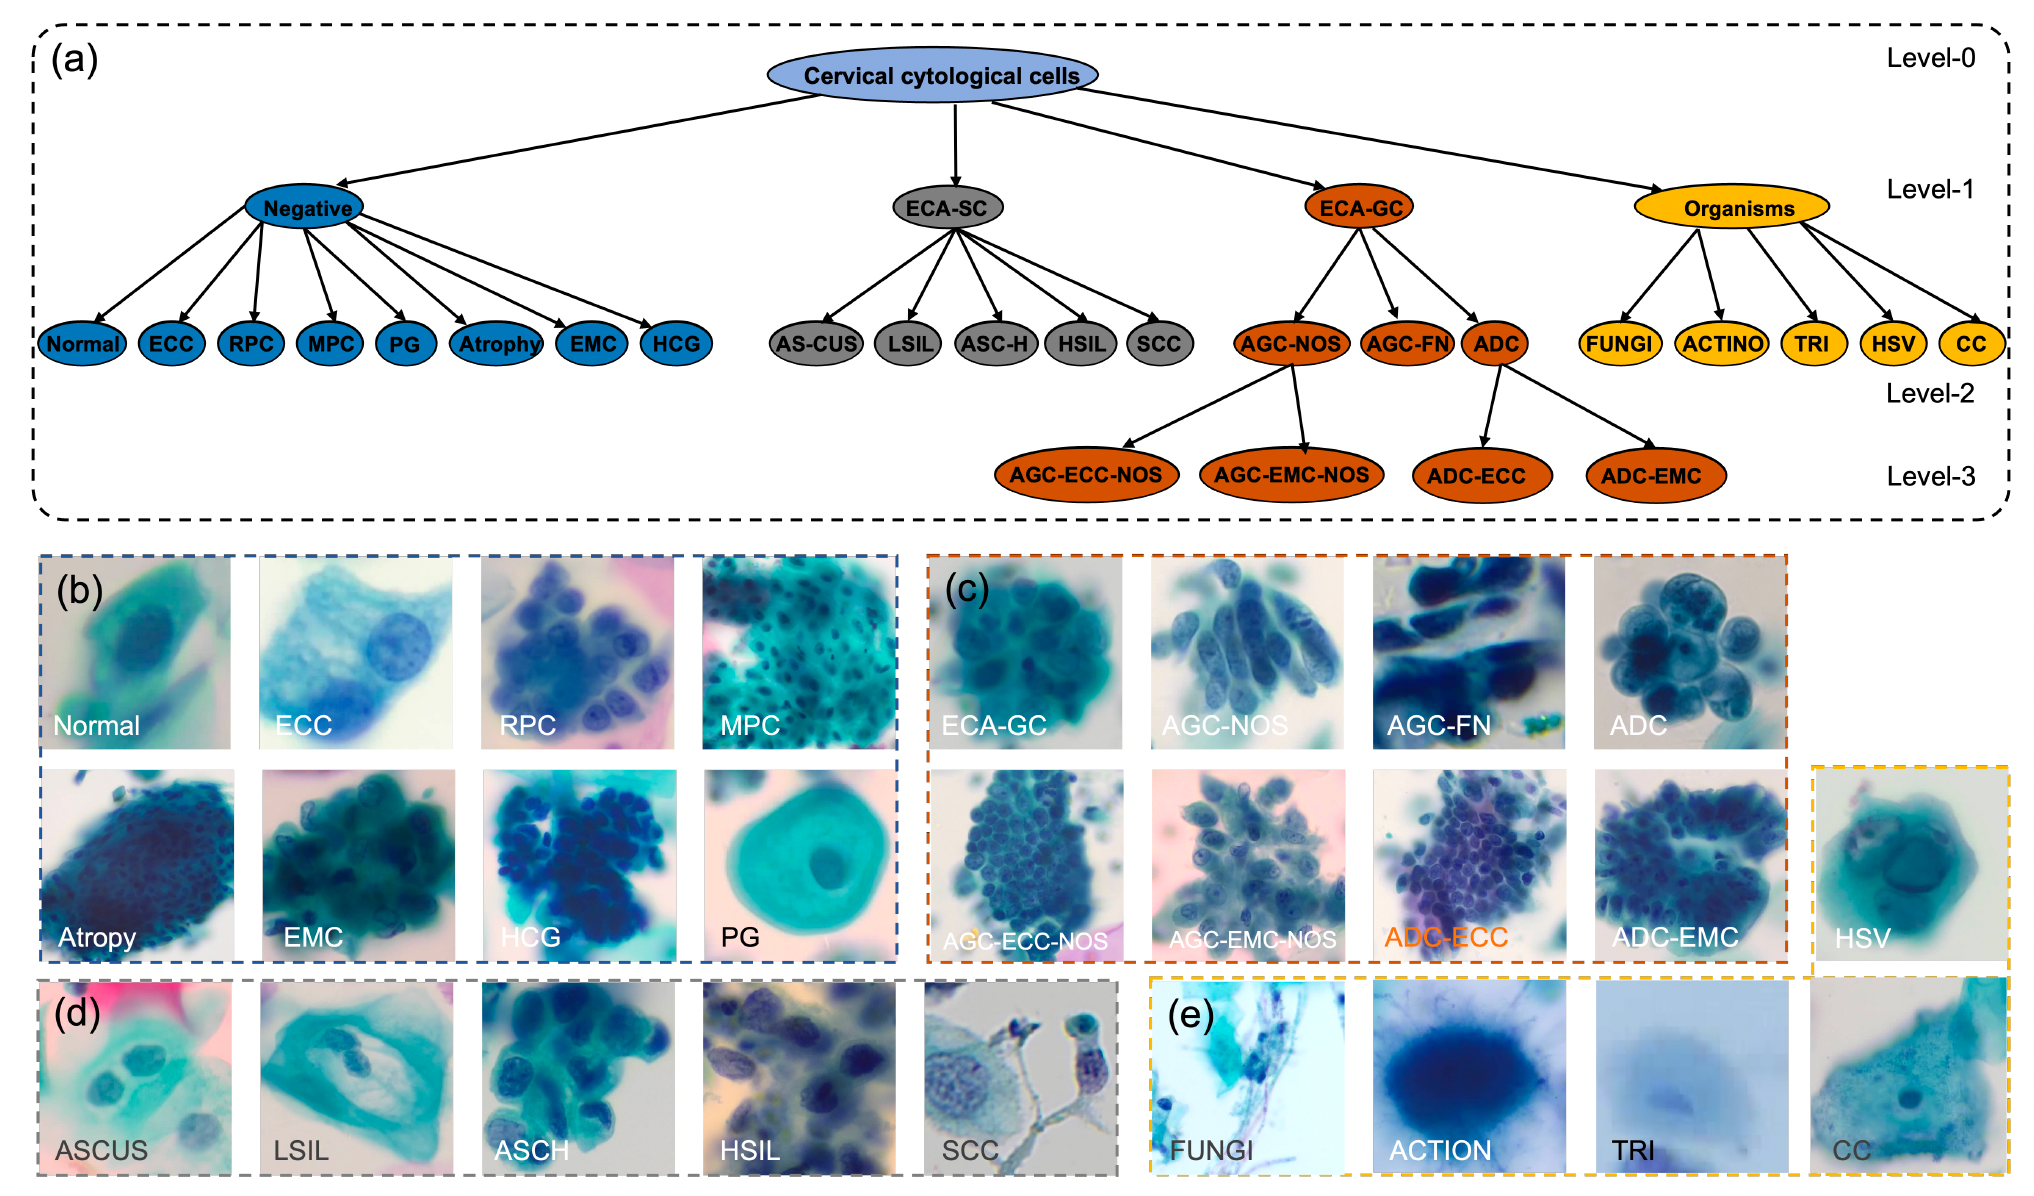 (a)
Cervical cytological cells
Level-0
Negative
ECA-SC
ECA-GC
Organisms
Level-1
Normal
ECC
RPC
MPC
PG
Atrophy
EMC
HCG
AS-CUS
LSIL
ASC-H
HSIL
SCC
AGC-NOS
AGC-FN
ADC
FUNGI
ACTINO
TRI
HSV
CC
Level-2
AGC-ECC-NOS
AGC-EMC-NOS
ADC-ECC
ADC-EMC
Level-3
(b)
Normal
ECC
RPC
MPC
Atropy
EMC
HCG
PG
(c)
ECA-GC
AGC-NOS
AGC-FN
ADC
AGC-ECC-NOS
AGC-EMC-NOS
ADC-ECC
ADC-EMC
HSV
(d)
ASCUS
LSIL
ASCH
HSIL
SCC
(e)
FUNGI
ACTION
TRI
CC